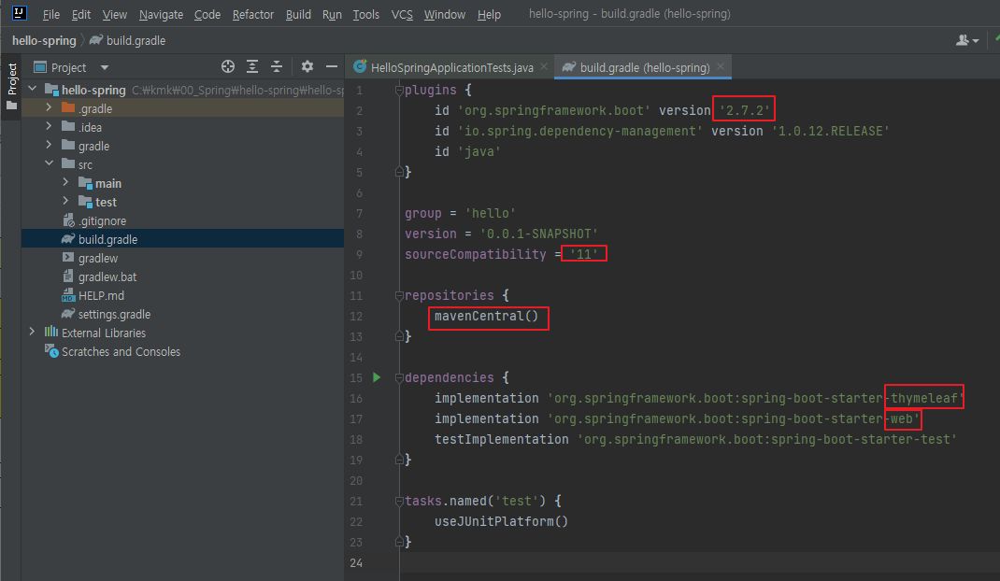 IJ File Edit View Navigate Code Refactor Build Run Tools VCS Window Help hello-spring - build.gradle (hello-spring)
hello-spring build.gradle
Project
Project
HelloSpringApplicationTests.java
build.gradle (hello-spring)
hello-spring C:₩kmk₩00_Spring₩hello-spring₩hello-sp
.gradle
.idea
gradle
src
main
test
.gitignore
build.gradle
gradlew
gradlew.bat
MD HELP.md
settings.gradle
External Libraries
Scratches and Consoles
1 plugins {
2 id 'org.springframework.boot' version '2.7.2'
3 id 'io.spring.dependency-management' version '1.0.12.RELEASE'
4 id 'java'
5 }
6
7 group = 'hello'
8 version = '0.0.1-SNAPSHOT'
9 sourceCompatibility = '11'
10
11 repositories {
12 mavenCentral()
13 }
14
15 dependencies {
16 implementation 'org.springframework.boot:spring-boot-starter-thymeleaf'
17 implementation 'org.springframework.boot:spring-boot-starter-web'
18 testImplementation 'org.springframework.boot:spring-boot-starter-test'
19 }
20
21 tasks.named('test') {
22 useJUnitPlatform()
23 }
24